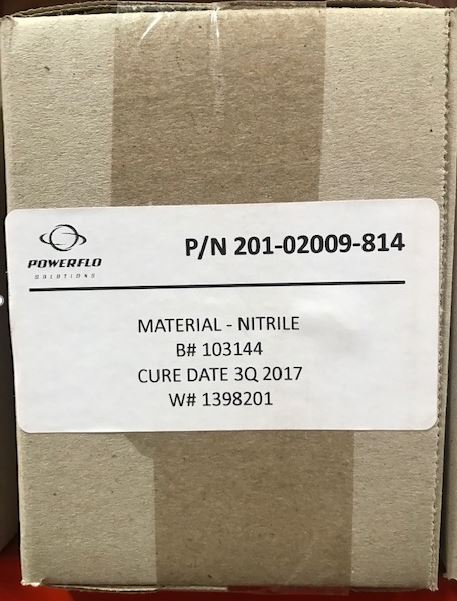 POWERFLO
SOLUTIONS
P/N 201-02009-814
MATERIAL - NITRILE
B# 103144
CURE DATE 3Q 2017
W# 1398201